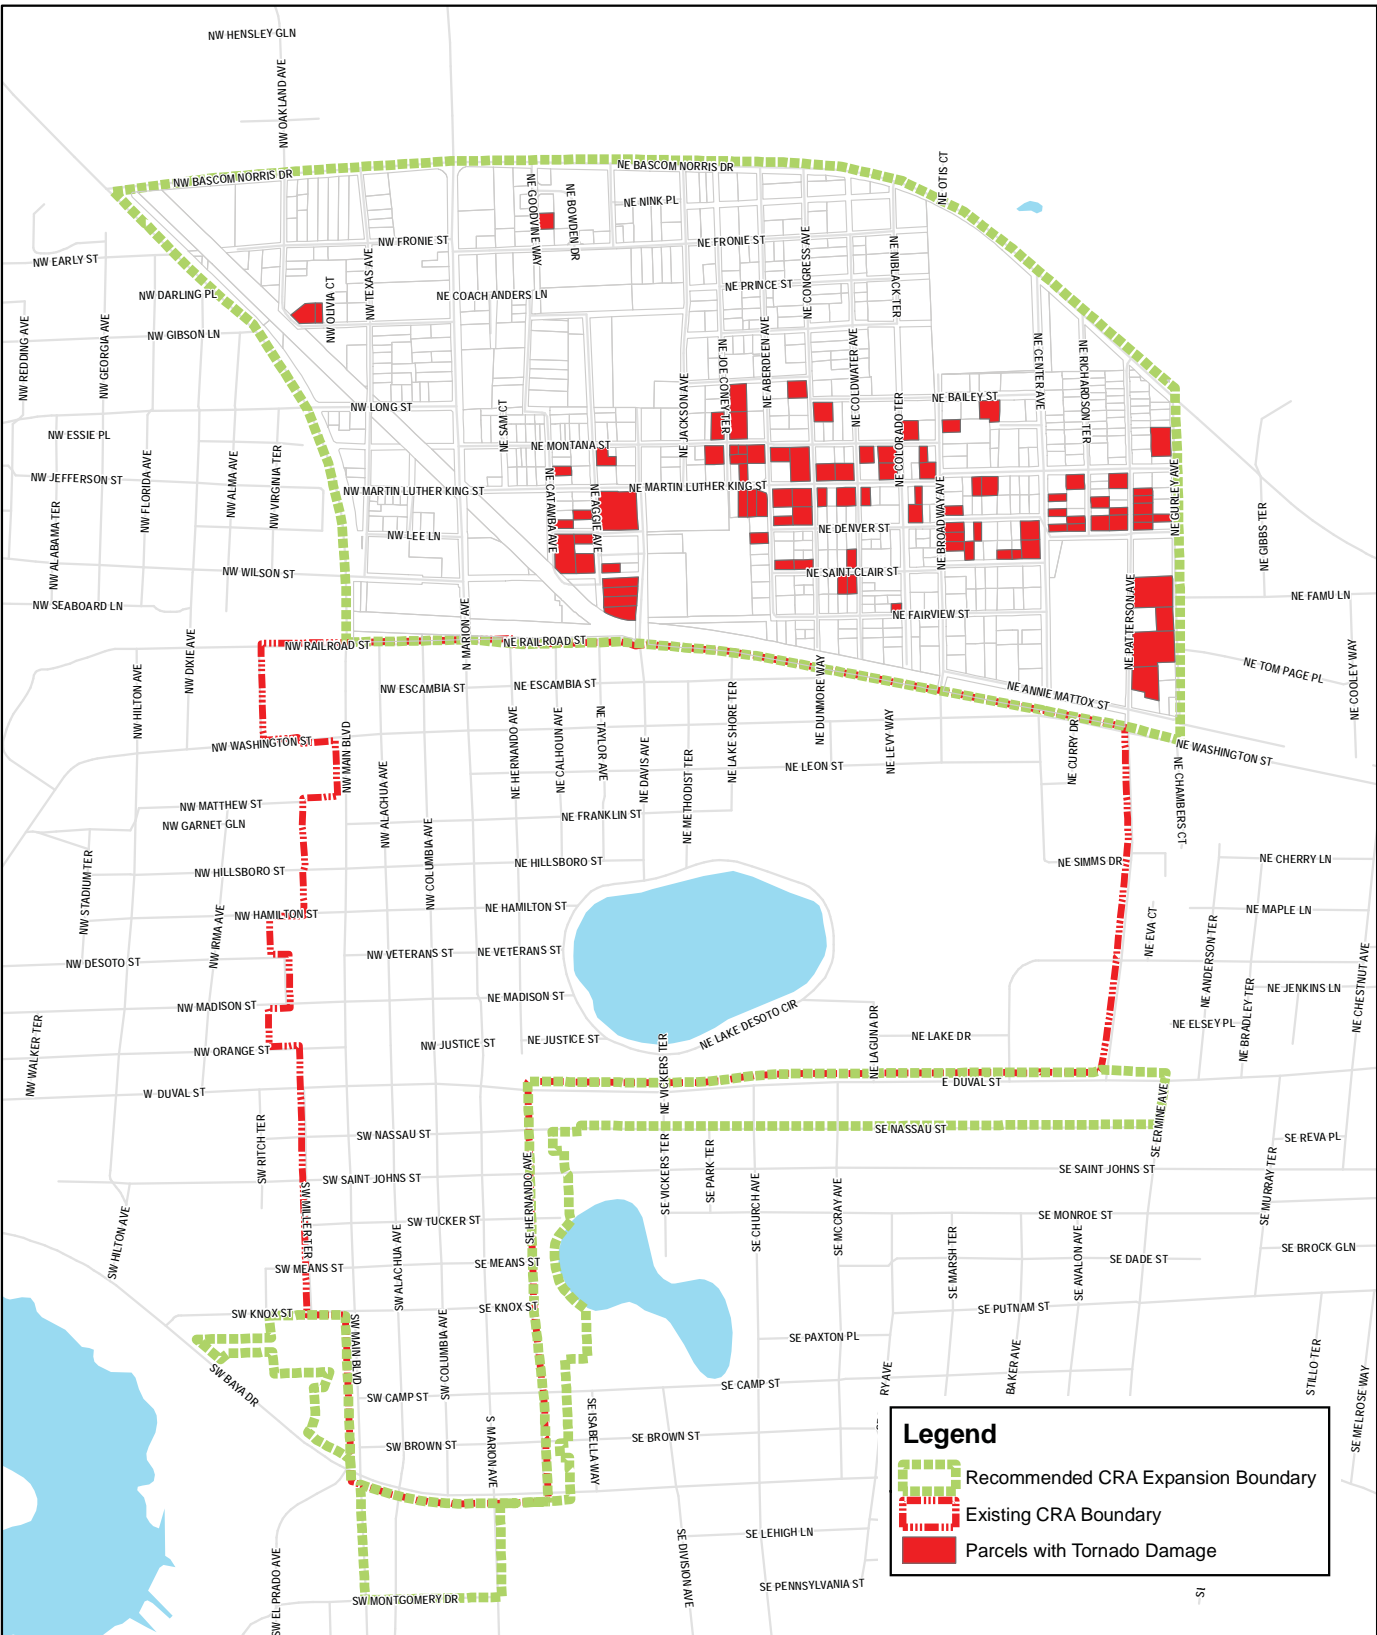 NW HENSLEY GLN
NW OAKLAND AVE
NE OTIS CT
NE BASCOM NORRIS DR
NW BASCOM NORRIS DR
NE GOODVINE WAY
NE BOWDEN DR
NE NINK PL
NW FRONIE ST
NE FRONIE ST
NE CONGRESS AVE
NE NIBLACK TER
NW EARLY ST
NW TEXAS AVE
NW OLIVIA CT
NW DARLING PL
NE COACH ANDERS LN
NE PRINCE ST
NW REDING AVE
NW GEORGIA AVE
NW GIBSON LN
NE JOE CONEY TER
NE ABERDEEN AVE
NE COLDWATER AVE
NE CENTER AVE
NE RICHARDSON TER
NE JACKSON AVE
NE COLORADO TER
NE BAILEY ST
NW LONG ST
NE SAM CT
NW ESSIE PL
NE MONTANA ST
NW JEFFERSON ST
NW FLORIDA AVE
NW ALMA AVE
NW VIRGINIA TER
NW MARTIN LUTHER KING ST
NE MARTIN LUTHER KING ST
NE CATAWBA AVE
NE AGGIE AVE
NE BROADWAY AVE
NE GURLEY AVE
NE GIBBS TER
NW ALABAMA TER
NW LEE LN
NE DENVER ST
NW WILSON ST
NE SAINT CLAIR ST
NW SEABOARD LN
NE FAMU LN
NE PATTERSON AVE
NE FAIRVIEW ST
N MARION AVE
NW RAILROAD ST
NE RAILROAD ST
NW DIXIE AVE
NW HILTON AVE
NE COOLEY WAY
NE TOM PAGE PL
NW ESCAMBIA ST
NE ESCAMBIA ST
NE ANNIE MATTOX ST
NE DUNMORE WAY
NE LAKE SHORE TER
NE LEVY WAY
NE CURRY DR
NW WASHINGTON ST
NE WASHINGTON ST
NW MAIN BLVD
NW ALACHUA AVE
NE HERNANDO AVE
NE CALHOUN AVE
NE TAYLOR AVE
NE DAVIS AVE
NE METHODIST TER
NE LEON ST
NE CHAMBERS CT
NW MATTHEW ST
NW GARNET GLN
NE FRANKLIN ST
NW COLUMBIA AVE
NW STADIUM TER
NW HILLSBORO ST
NE HILLSBORO ST
NE SIMMS DR
NE CHERRY LN
NW HAMILTON ST
NE HAMILTON ST
NW IRMA AVE
NE EVA CT
NE ANDERSON TER
NE MAPLE LN
NW DESOTO ST
NW VETERANS ST
NE VETERANS ST
NE CHESTNUT AVE
NW MADISON ST
NE MADISON ST
NE JENKINS LN
NE BRADLEY TER
NE LAKE DESOTO CIR
NE ELSEY PL
NW WALKER TER
NW ORANGE ST
NW JUSTICE ST
NE JUSTICE ST
NE VICKERS TER
NE LAGUNA DR
NE LAKE DR
W DUVAL ST
E DUVAL ST
SW RITCH TER
SW NASSAU ST
SE NASSAU ST
SE ERMINE AVE
SE REVA PL
SE HERNANDO AVE
SE VICKERS TER
SE PARK TER
SE SAINT JOHNS ST
SW SAINT JOHNS ST
SE MURRAY TER
SE CHURCH AVE
SE MCCRAY AVE
SW HILTON AVE
SW MILLER TER
SW TUCKER ST
SE MONROE ST
SW ALACHUA AVE
SW MEANS ST
SE MEANS ST
SE MARSH TER
SE AVALON AVE
SE DADE ST
SE BROCK GLN
SW KNOX ST
SE KNOX ST
SE PUTNAM ST
SW MAIN BLVD
SW COLUMBIA AVE
SE PAXTON PL
RY AVE
BAKER AVE
STILLO TER
SE MELROSE WAY
SW BAYA DR
SW CAMP ST
SE CAMP ST
SE ISABELLA WAY
S MARION AVE
SW BROWN ST
SE BROWN ST
SE DIVISION AVE
SE LEHIGH LN
SW EL PRADO AVE
SW MONTGOMERY DR
SE PENNSYLVANIA ST
ST
Legend
Recommended CRA Expansion Boundary
Existing CRA Boundary
Parcels with Tornado Damage